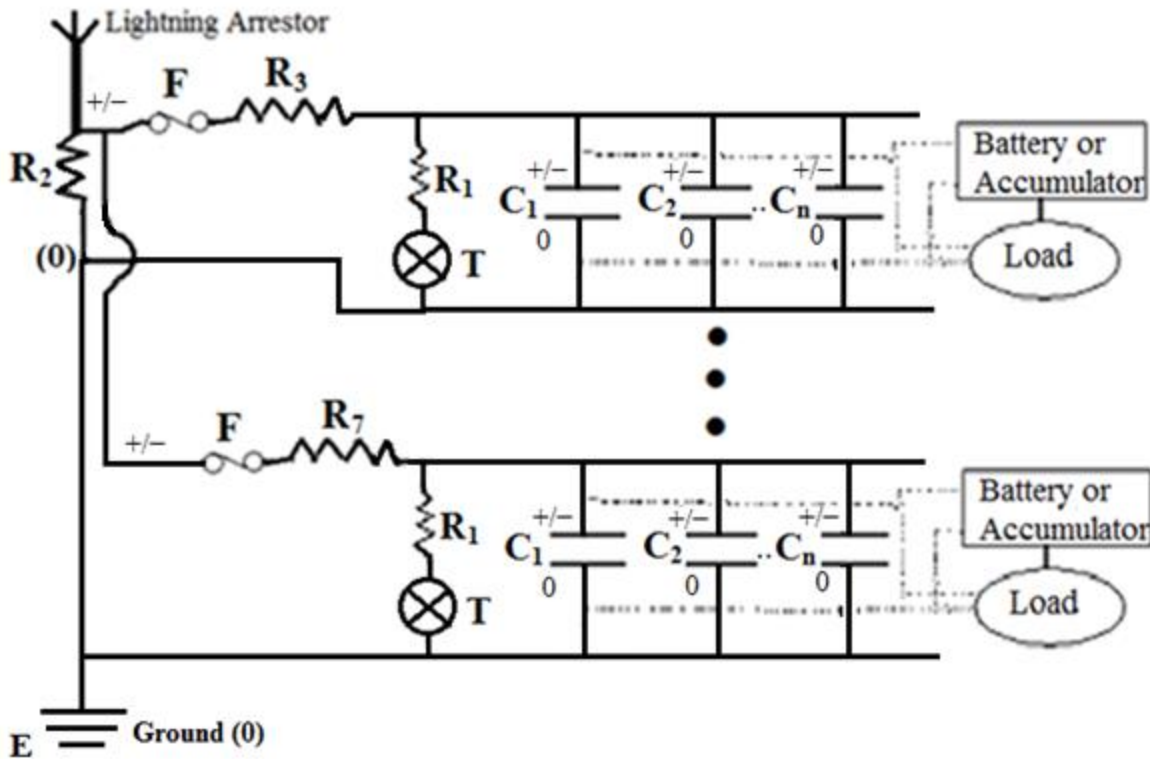 Lightning Arrestor
+/−
F
R3
R2
R1
T
(0)
C1
+/−
0
C2
+/−
0
..Cn
+/−
0
Battery or
Accumulator
Load
+/−
F
R7
R1
T
C1
+/−
0
C2
+/−
0
..Cn
+/−
0
Battery or
Accumulator
Load
E
Ground (0)